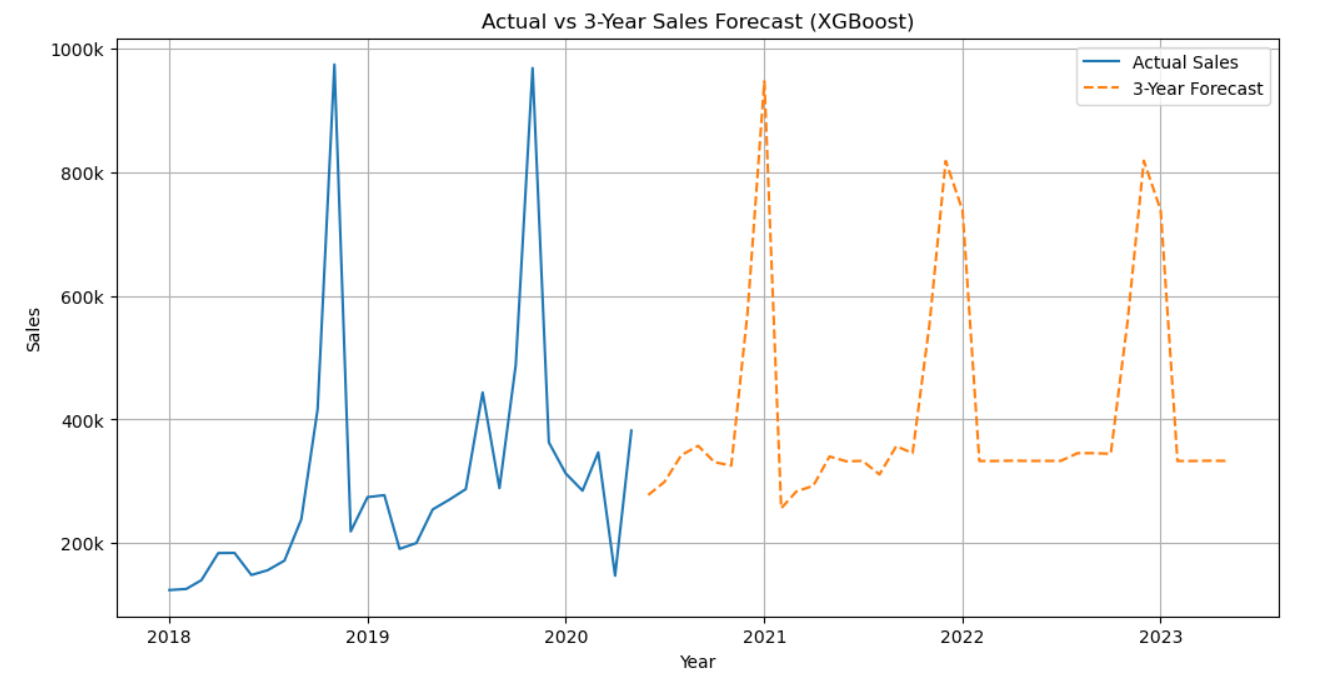 Actual vs 3-Year Sales Forecast (XGBoost)
1000k
800k
600k
400k
200k
Sales
Actual Sales
3-Year Forecast
2018 2019 2020 2021 2022 2023
Year